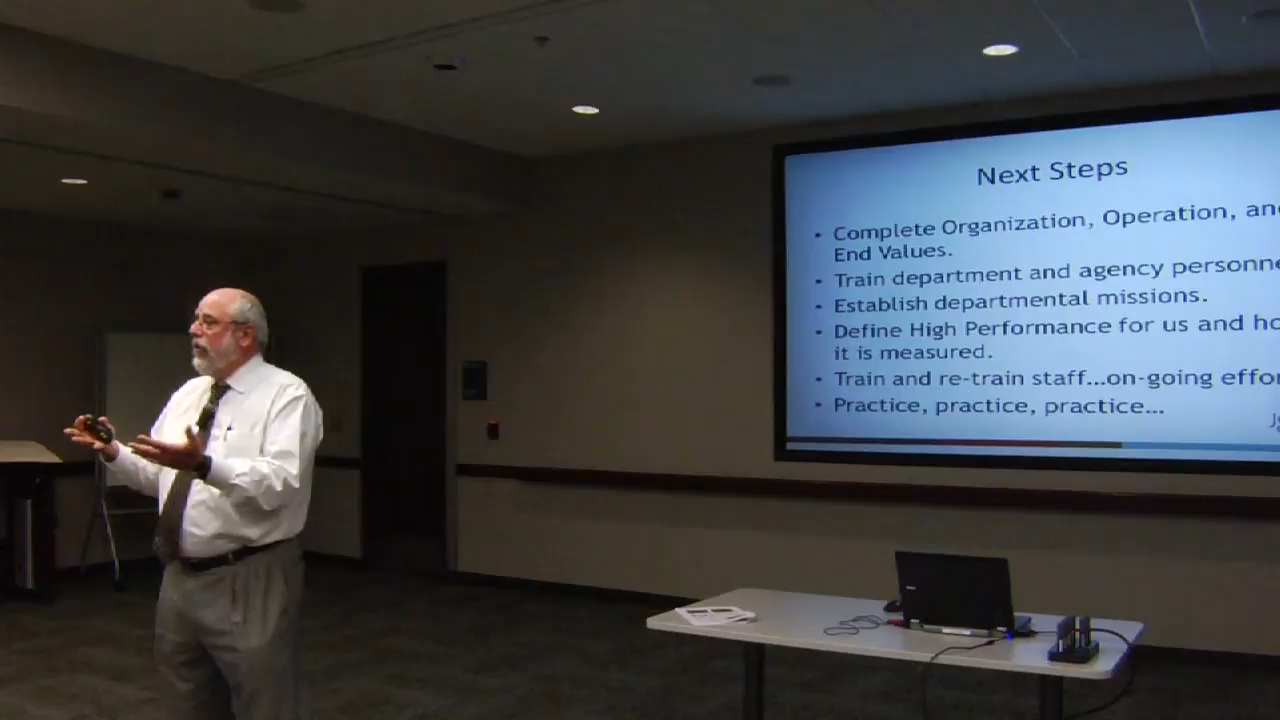 Next Steps
• Complete Organization, Operation, and
End Values.
• Train department and agency personne
• Establish departmental missions.
• Define High Performance for us and ho
it is measured.
• Train and re-train staff...on-going effor
• Practice, practice, practice...